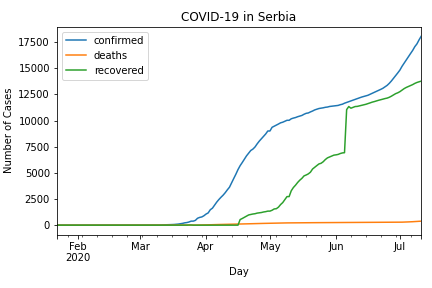 COVID-19 in Serbia
confirmed
deaths
recovered
Number of Cases
17500
15000
12500
10000
7500
5000
2500
0
Feb Mar Apr May Jun Jul
2020
Day